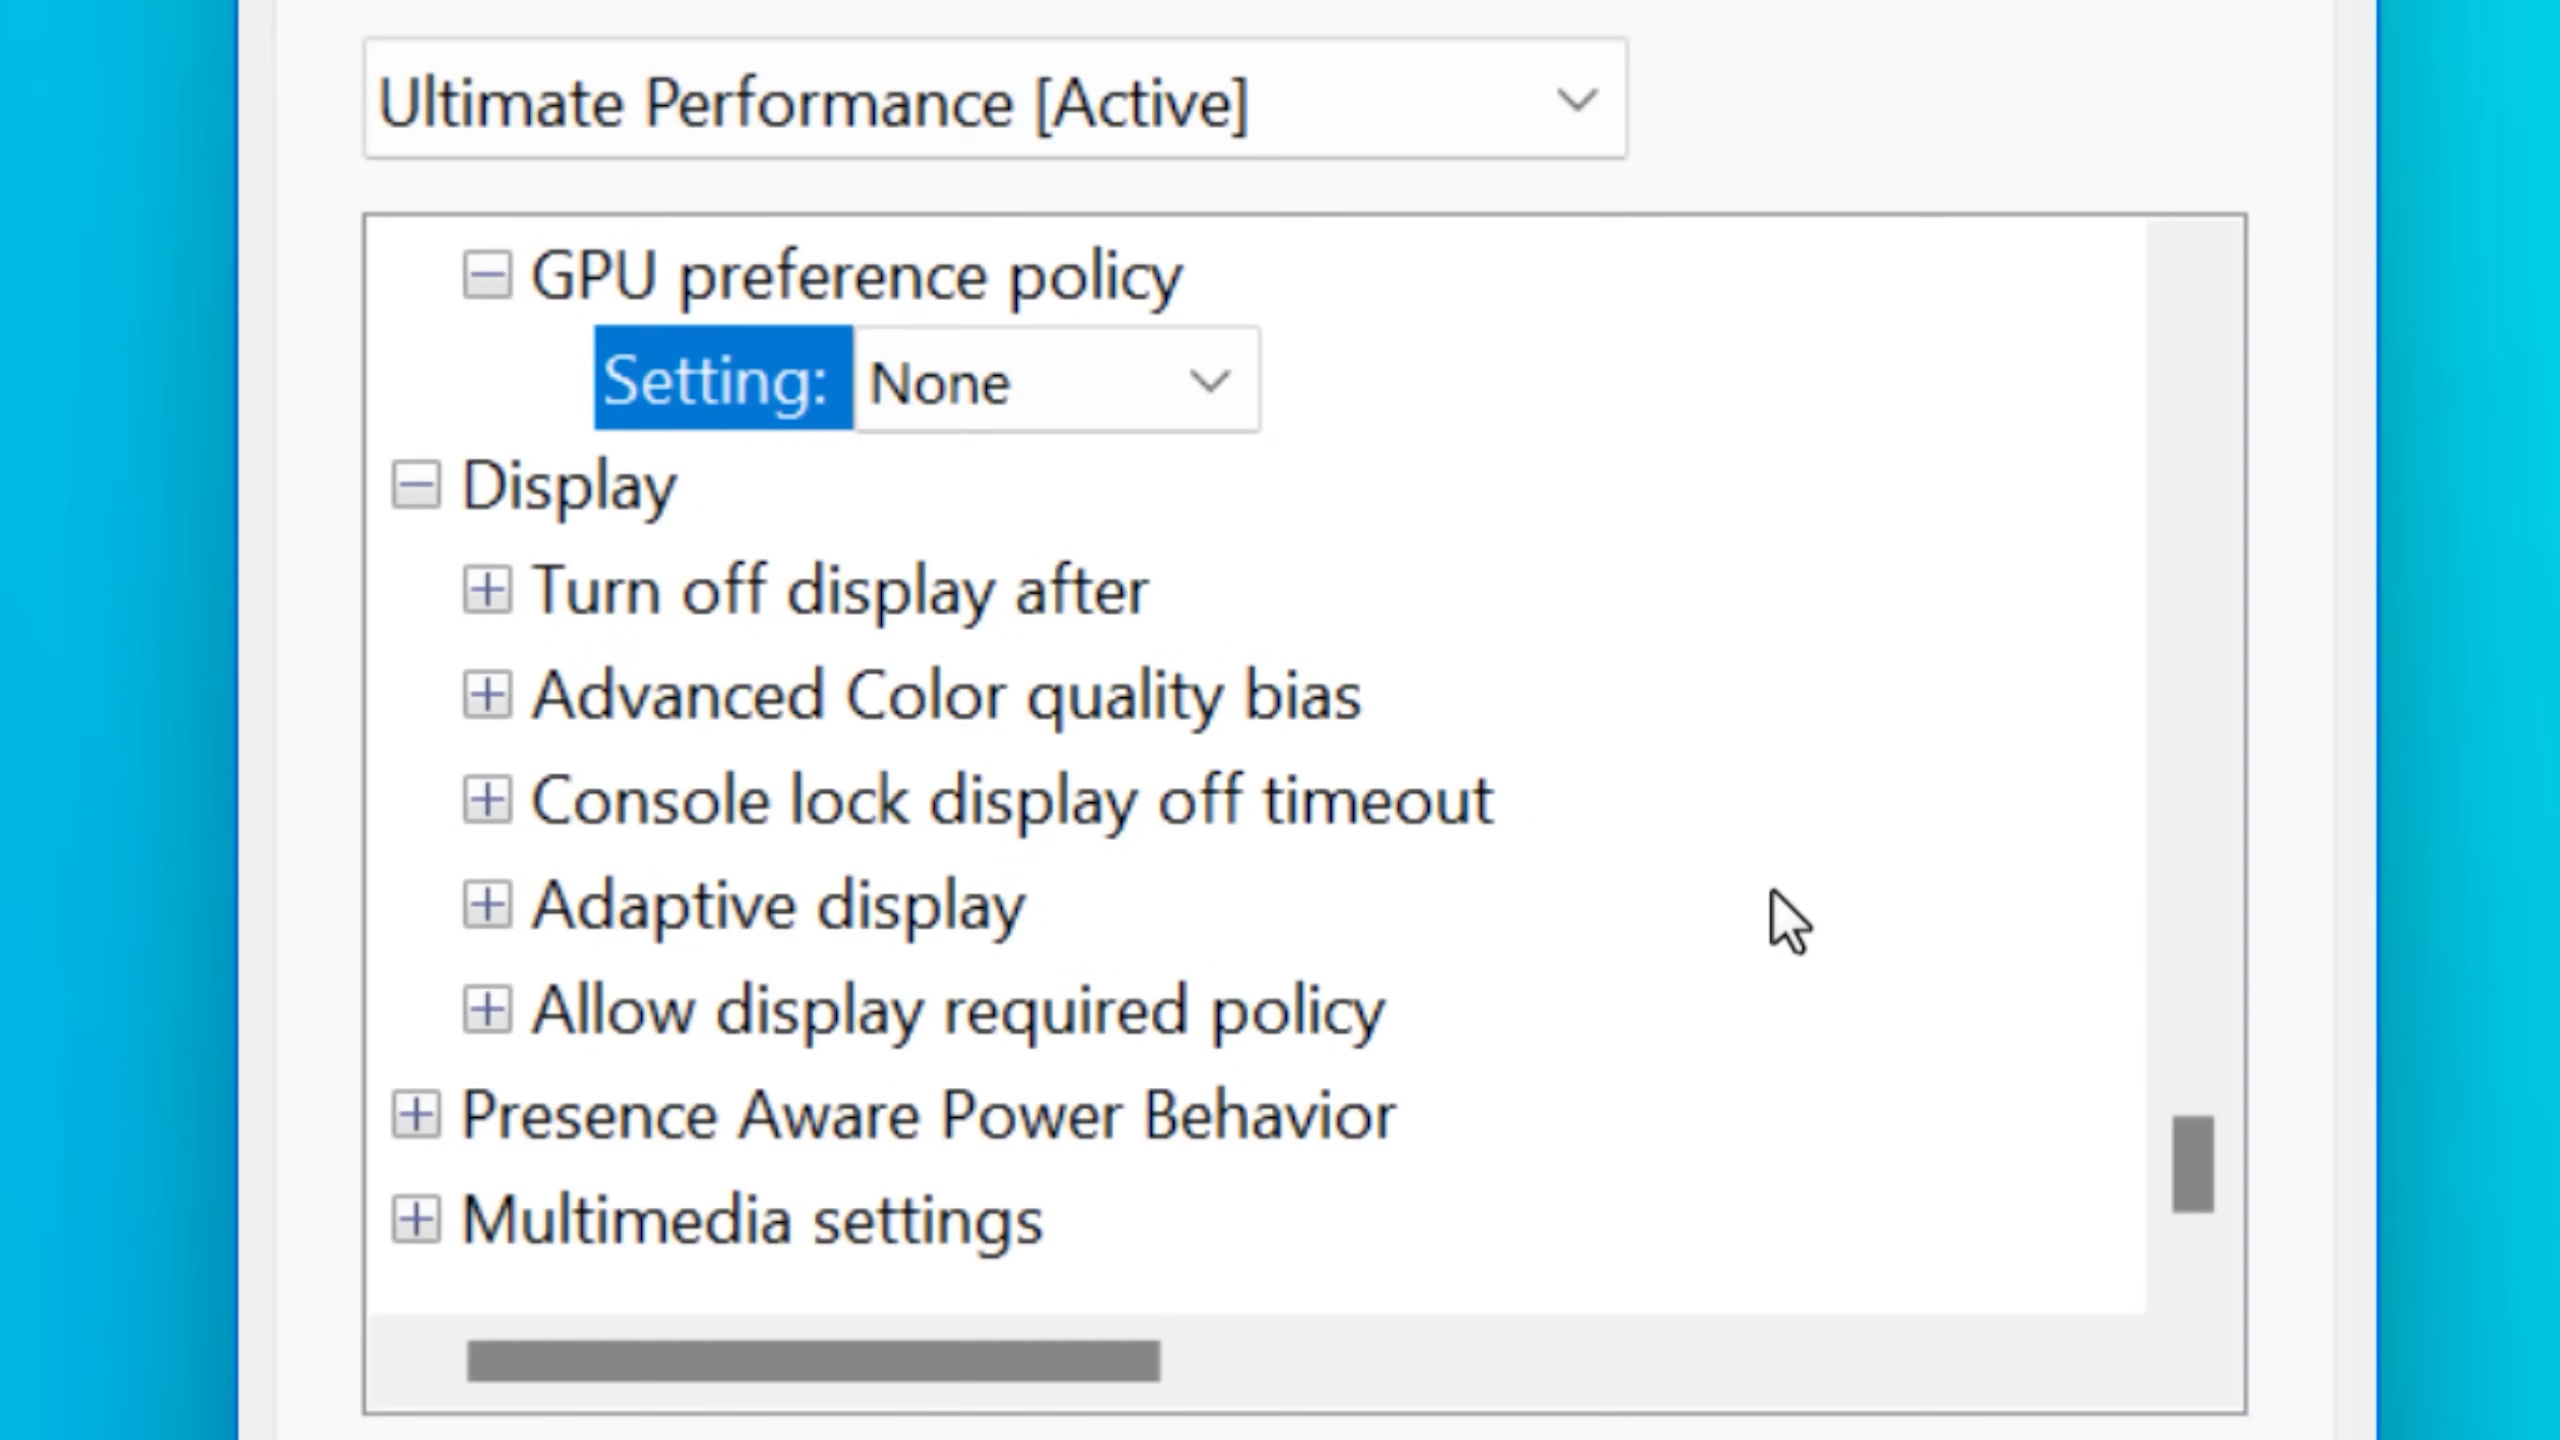 Ultimate Performance [Active]
GPU preference policy
Setting: None
Display
Turn off display after
Advanced Color quality bias
Console lock display off timeout
Adaptive display
Allow display required policy
Presence Aware Power Behavior
Multimedia settings